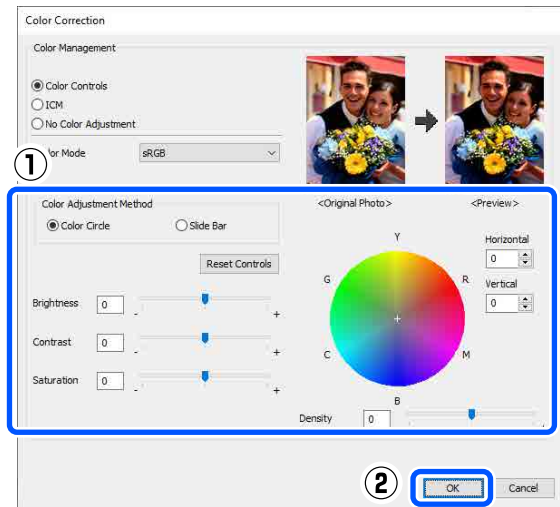 Color Correction
Color Management
Color Controls
ICM
No Color Adjustment
①
or Mode sRGB
Color Adjustment Method
Color Circle Slide Bar
Reset Controls
Brightness 0 - +
Contrast 0 - +
Saturation 0 - +
<Original Photo> <Preview>
Y
G R
C M
B
Horizontal
0
Vertical
0
Density 0
②
OK Cancel